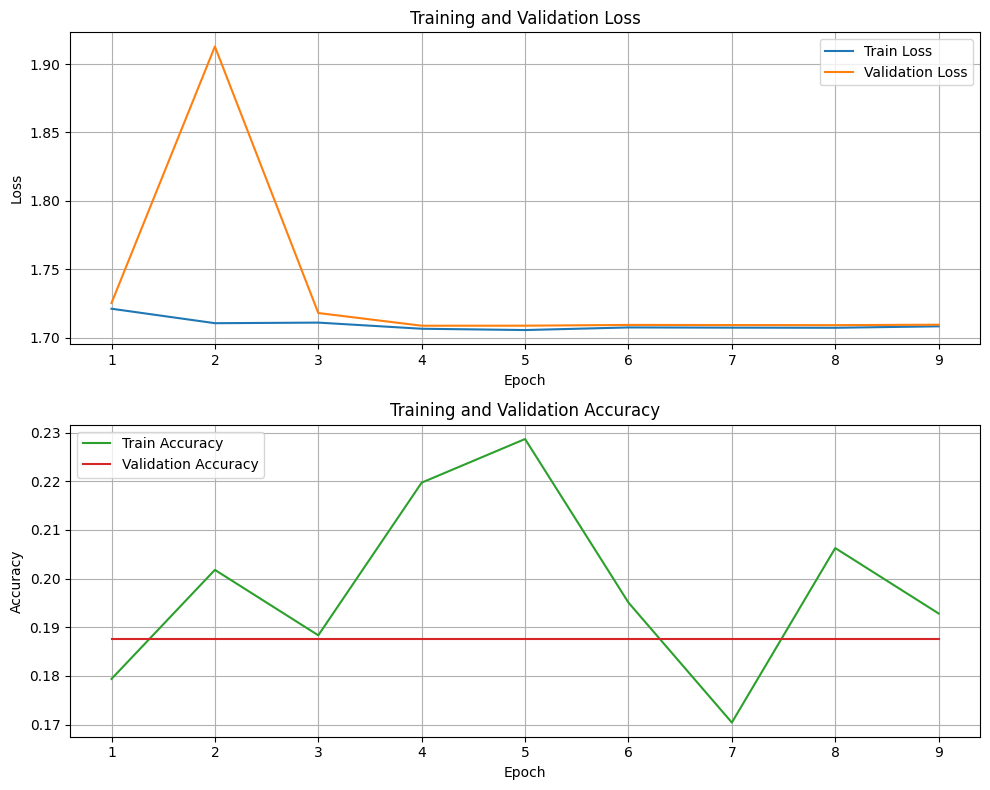 Training and Validation Loss
Train Loss
Validation Loss
1.90
1.85
1.80
1.75
1.70
Loss
1 2 3 4 5 6 7 8 9
Epoch
Training and Validation Accuracy
Train Accuracy
Validation Accuracy
0.23
0.22
0.21
0.20
0.19
0.18
0.17
Accuracy
1 2 3 4 5 6 7 8 9
Epoch